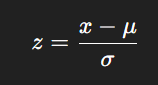 z = (x − μ) / σ